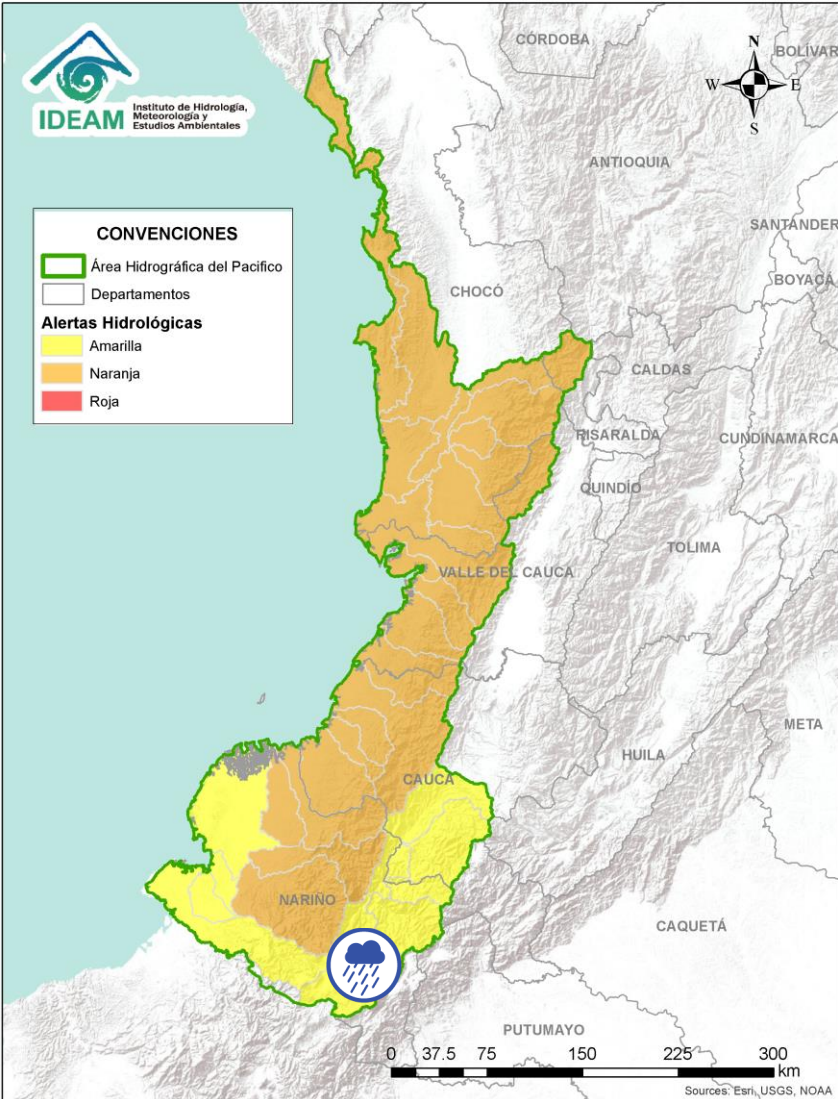 IDEAM
Instituto de Hidrología,
Meteorología y
Estudios Ambientales
CÓRDOBA
BOLÍVAR
N
W
E
S
ANTIOQUIA
SANTANDER
CONVENCIONES
Área Hidrográfica del Pacifico
Departamentos
Alertas Hidrológicas
Amarilla
Naranja
Roja
BOYACÁ
CHOCÓ
CALDAS
RISARALDA
CUNDINAMARCA
QUINDÍO
TOLIMA
VALLE DEL CAUCA
META
HUILA
CAUCA
NARIÑO
CAQUETÁ
PUTUMAYO
0 37.5 75 150 225 300
km
Sources: Esri, USGS, NOAA